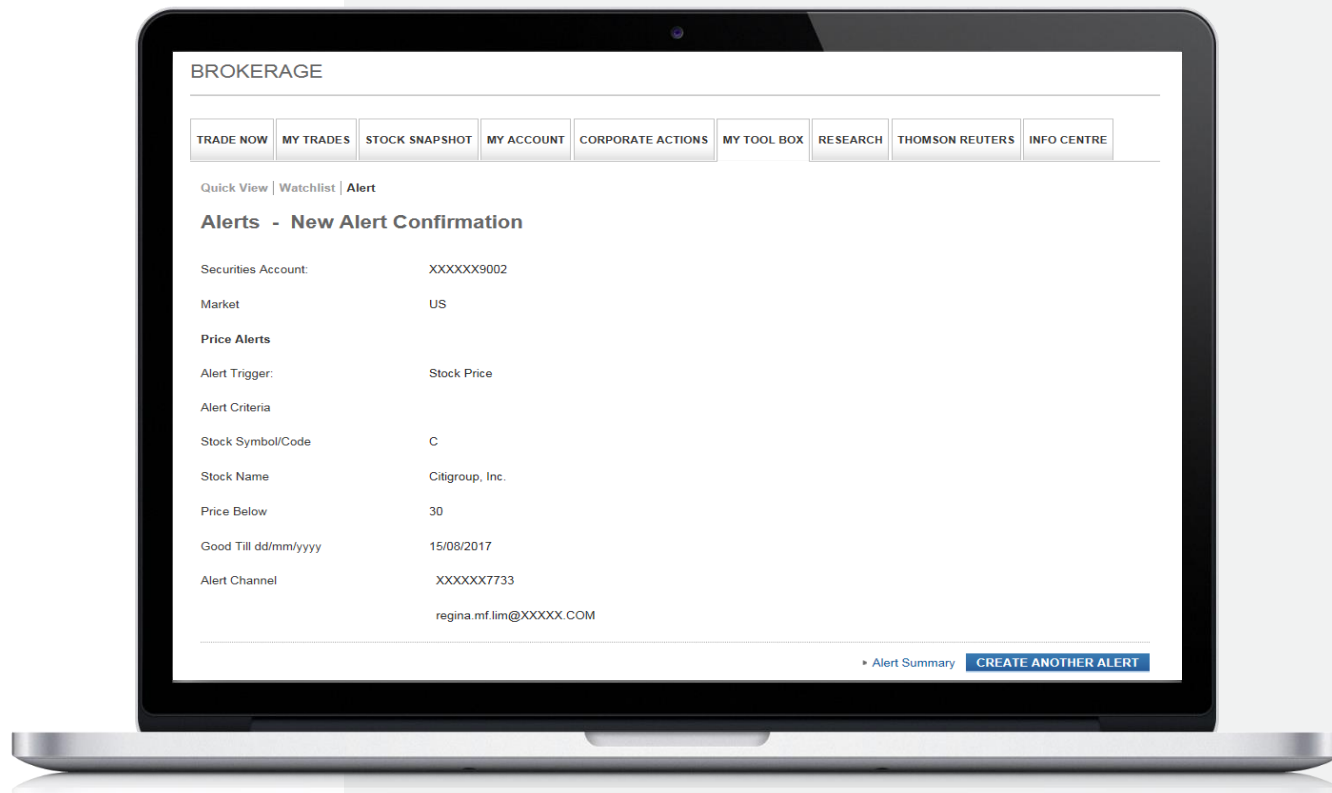 BROKERAGE
TRADE NOW MY TRADES STOCK SNAPSHOT MY ACCOUNT CORPORATE ACTIONS MY TOOL BOX RESEARCH THOMSON REUTERS INFO CENTRE
Quick View | Watchlist | Alert
Alerts - New Alert Confirmation
Securities Account: XXXXXX9002
Market US
Price Alerts
Alert Trigger: Stock Price
Alert Criteria
Stock Symbol/Code C
Stock Name Citigroup, Inc.
Price Below 30
Good Till dd/mm/yyyy 15/08/2017
Alert Channel XXXXXX7733
regina.mf.lim@XXXXX.COM
Alert Summary CREATE ANOTHER ALERT